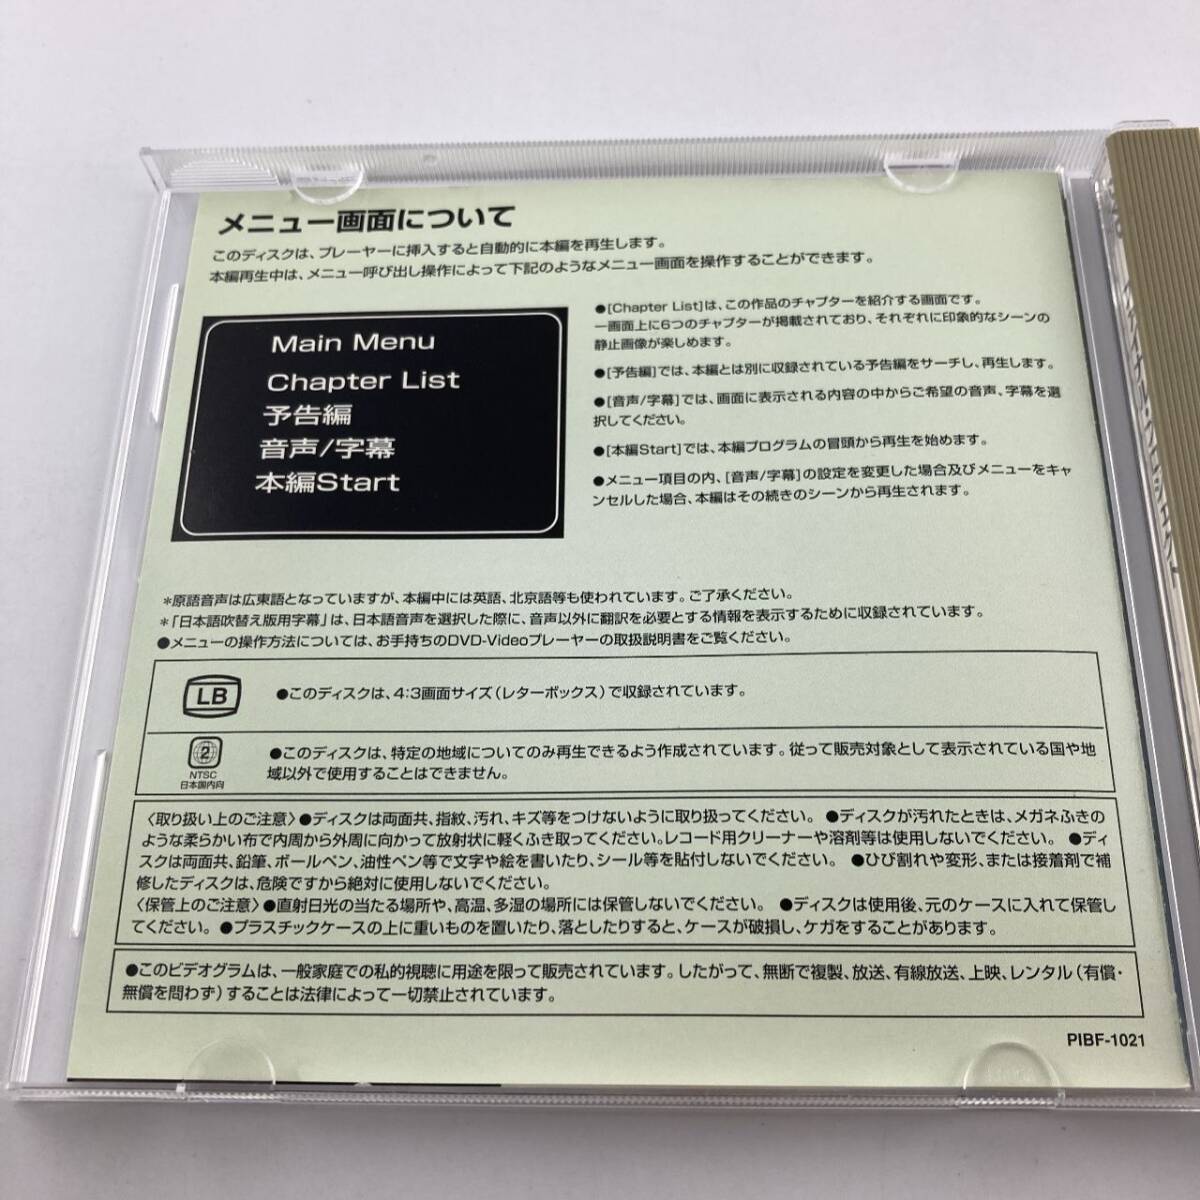 メニュー画面について
このディスクは、プレーヤーに挿入すると自動的に本編を再生します。
本編再生中は、メニュー呼び出し操作によって下記のようなメニュー画面を操作することができます。
Main Menu
Chapter List
予告編
音声/字幕
本編Start
●[Chapter List]は、この作品のチャプターを紹介する画面です。
一画面上に6つのチャプターが掲載されており、それぞれに印象的なシーンの
静止画像が楽しめます。
●[予告編]では、本編とは別に収録されている予告編をサーチし、再生します。
●[音声/字幕]では、画面に表示される内容の中からご希望の音声、字幕を選
択してください。
●[本編Start]では、本編プログラムの冒頭から再生を始めます。
●メニュー項目の内、[音声/字幕]の設定を変更した場合及びメニューをキャ
ンセルした場合、本編はその続きのシーンから再生されます。
＊原語音声は広東語となっていますが、本編中には英語、北京語等も使われています。ご了承ください。
＊「日本語吹替え版用字幕」は、日本語音声を選択した際に、音声以外に翻訳を必要とする情報を表示するために収録されています。
●メニューの操作方法については、お手持ちのDVD-Videoプレーヤーの取扱説明書をご覧ください。
LB
●このディスクは、4:3画面サイズ(レターボックス)で収録されています。
2
NTSC
日本国内向
●このディスクは、特定の地域についてのみ再生できるよう作成されています。従って販売対象として表示されている国や地
域以外で使用することはできません。
〈取り扱い上のご注意〉●ディスクは両面共、指紋、汚れ、キズ等をつけないように取り扱ってください。 ●ディスクが汚れたときは、メガネふきの
ような柔らかい布で内周から外周に向かって放射状に軽くふき取ってください。レコード用クリーナーや溶剤等は使用しないでください。 ●ディ
スクは両面共、鉛筆、ボールペン、油性ペン等で文字や絵を書いたり、シール等を貼付しないでください。 ●ひび割れや変形、または接着剤で補
修したディスクは、危険ですから絶対に使用しないでください。
〈保管上のご注意〉●直射日光の当たる場所や、高温、多湿の場所には保管しないでください。 ●ディスクは使用後、元のケースに入れて保管し
てください。 ●プラスチックケースの上に重いものを置いたり、落としたりすると、ケースが破損し、ケガをすることがあります。
●このビデオグラムは、一般家庭での私的視聴に用途を限って販売されています。したがって、無断で複製、放送、有線放送、上映、レンタル(有償・
無償を問わず)することは法律によって一切禁止されています。
PIBF-1021